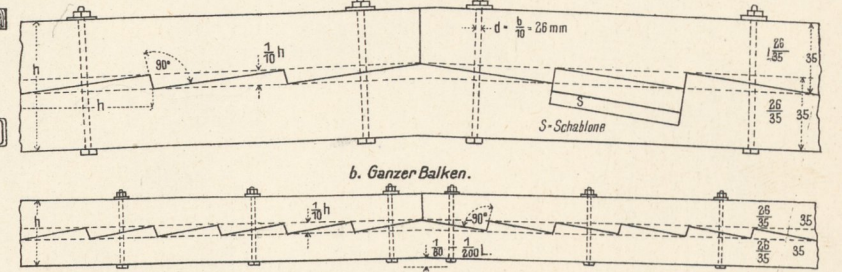 d = b/10 = 26 mm
1/10 h
90°
h
h
26/35 35
S
26/35 35
S=Schablone
b. Ganzer Balken.
h
1/10 h
90°
26/35 35
1/80 - 1/200 L.
26/35 35